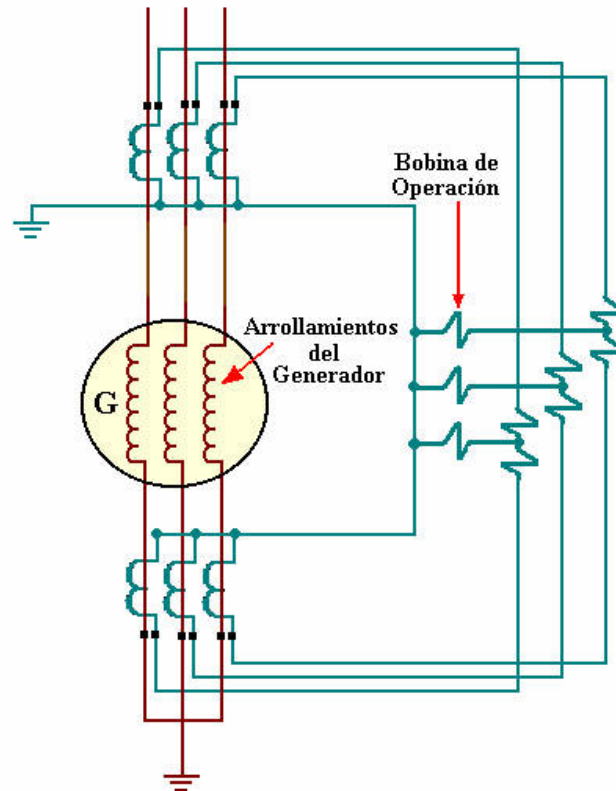 Bobina de
Operación
Arrollamientos
del
Generador
G